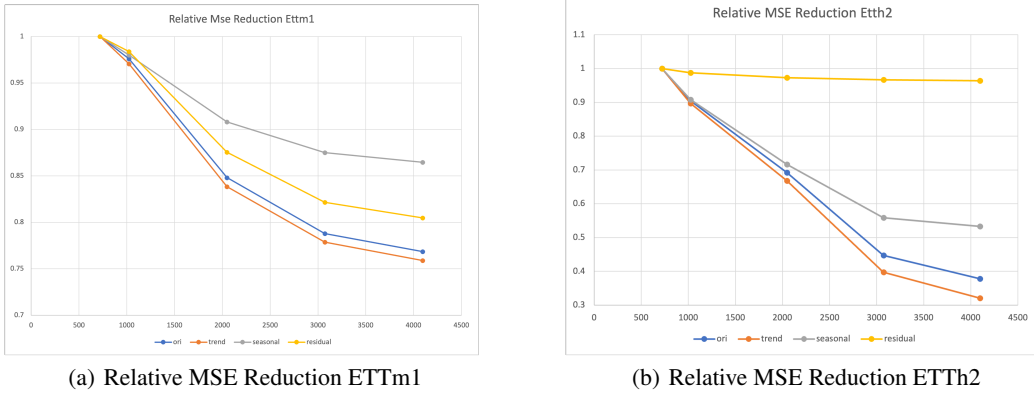 Relative Mse Reduction Ettm1
1
0.95
0.9
0.85
0.8
0.75
0.7
0 500 1000 1500 2000 2500 3000 3500 4000 4500
ori trend seasonal residual
(a) Relative MSE Reduction ETTm1
Relative MSE Reduction Etth2
1.1
1
0.9
0.8
0.7
0.6
0.5
0.4
0.3
0 500 1000 1500 2000 2500 3000 3500 4000 4500
ori trend seasonal residual
(b) Relative MSE Reduction ETTh2